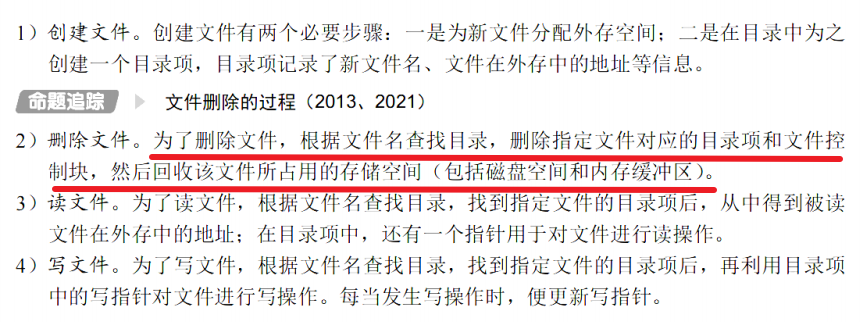 1）创建文件。创建文件有两个必要步骤：一是为新文件分配外存空间；二是在目录中为之
创建一个目录项，目录项记录了新文件名、文件在外存中的地址等信息。
命题追踪 文件删除的过程（2013、2021）
2）删除文件。为了删除文件，根据文件名查找目录，删除指定文件对应的目录项和文件控
制块，然后回收该文件所占用的存储空间（包括磁盘空间和内存缓冲区）。
3）读文件。为了读文件，根据文件名查找目录，找到指定文件的目录项后，从中得到被读
文件在外存中的地址；在目录项中，还有一个指针用于对文件进行读操作。
4）写文件。为了写文件，根据文件名查找目录，找到指定文件的目录项后，再利用目录项
中的写指针对文件进行写操作。每当发生写操作时，便更新写指针。